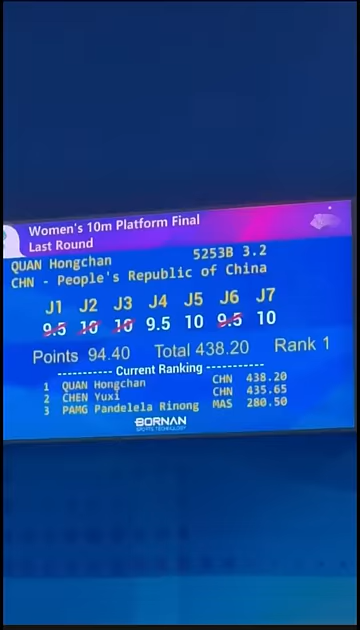 Women's 10m Platform Final
Last Round
QUAN Hongchan 5253B 3.2
CHN - People's Republic of China
J1 J2 J3 J4 J5 J6 J7
9.5 10 10 9.5 10 9.5 10
Points 94.40 Total 438.20 Rank 1
----------- Current Ranking -----------
1 QUAN Hongchan CHN 438.20
2 CHEN Yuxi CHN 435.65
3 PAMG Pandelela Rinong MAS 280.50
BORNAN
SPORTS TECHNOLOGY